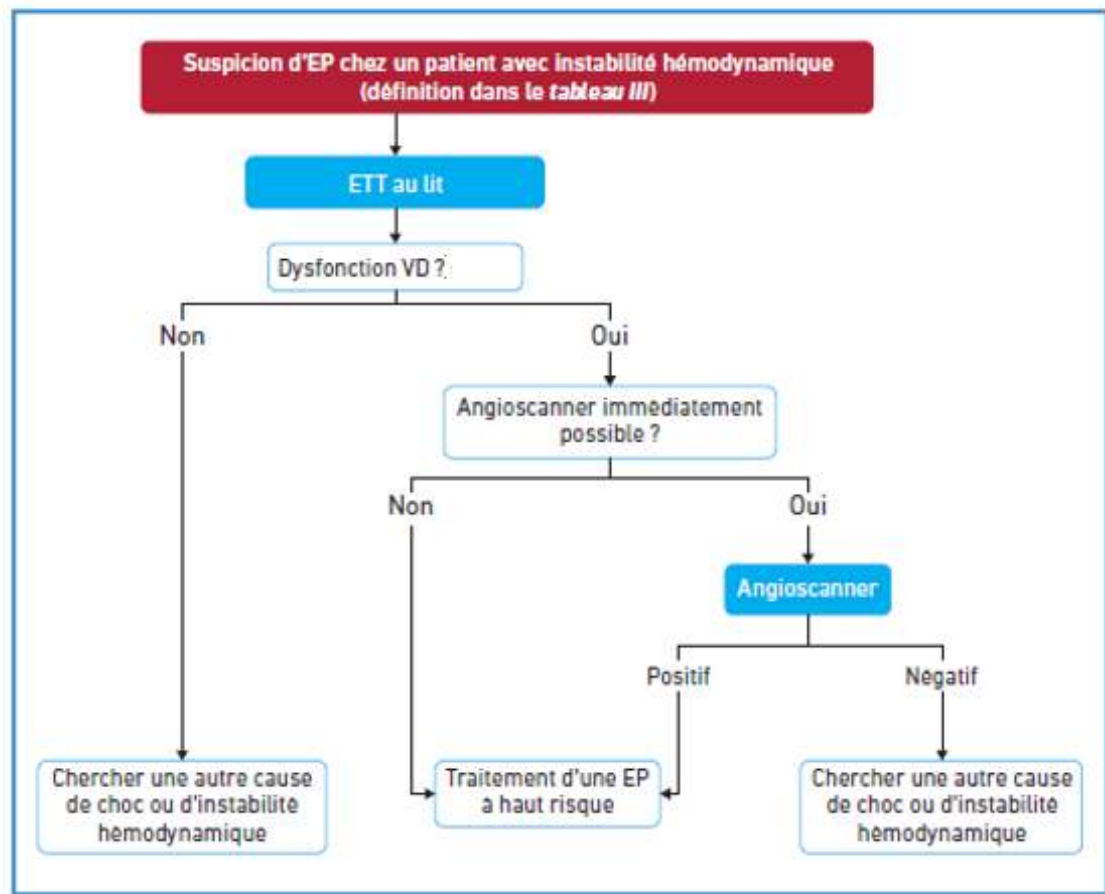 Suspicion d'EP chez un patient avec instabilité hémodynamique
(définition dans le tableau III)
ETT au lit
Dysfonction VD ?
Non
Oui
Angioscanner immédiatement
possible ?
Non
Oui
Angioscanner
Positif
Négatif
Chercher une autre cause
de choc ou d'instabilité
hémodynamique
Traitement d'une EP
à haut risque
Chercher une autre cause
de choc ou d'instabilité
hémodynamique